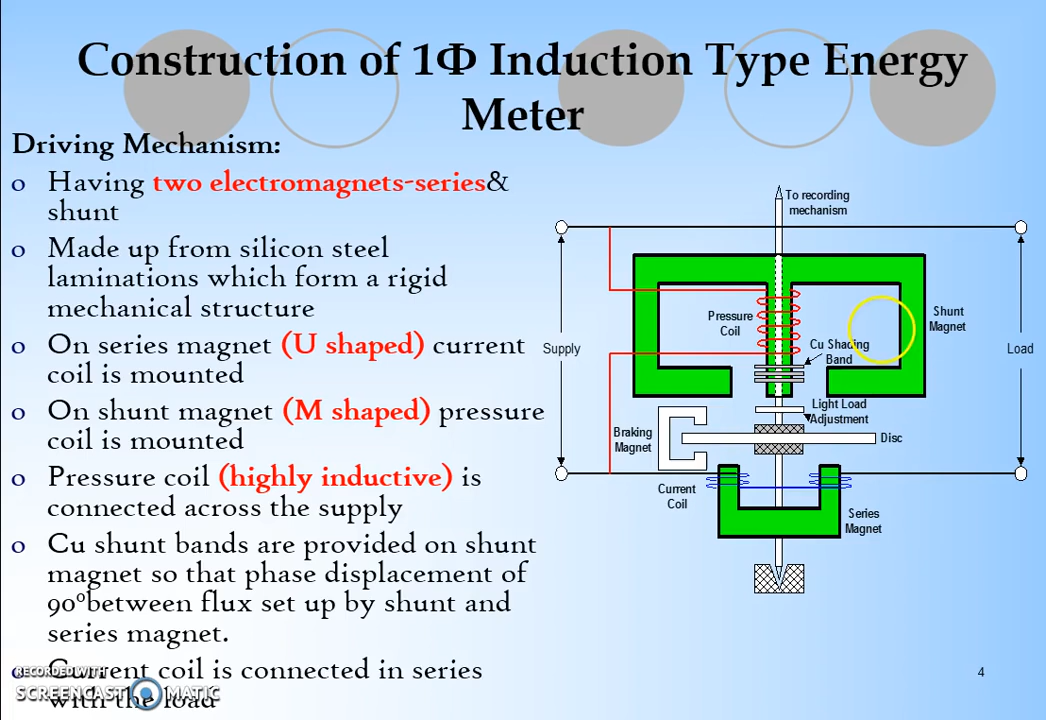 Construction of 1Φ Induction Type Energy
Meter
Driving Mechanism:
o Having two electromagnets-series&
shunt
o Made up from silicon steel
laminations which form a rigid
mechanical structure
o On series magnet (U shaped) current
coil is mounted
o On shunt magnet (M shaped) pressure
coil is mounted
o Pressure coil (highly inductive) is
connected across the supply
o Cu shunt bands are provided on shunt
magnet so that phase displacement of
90ºbetween flux set up by shunt and
series magnet.
o Current coil is connected in series
with the load
To recording
mechanism
Pressure
Coil
Shunt
Magnet
Cu Shading
Band
Supply
Load
Light Load
Adjustment
Braking
Magnet
Disc
Current
Coil
Series
Magnet
4
RECORDED WITH
SCREENCAST MATIC